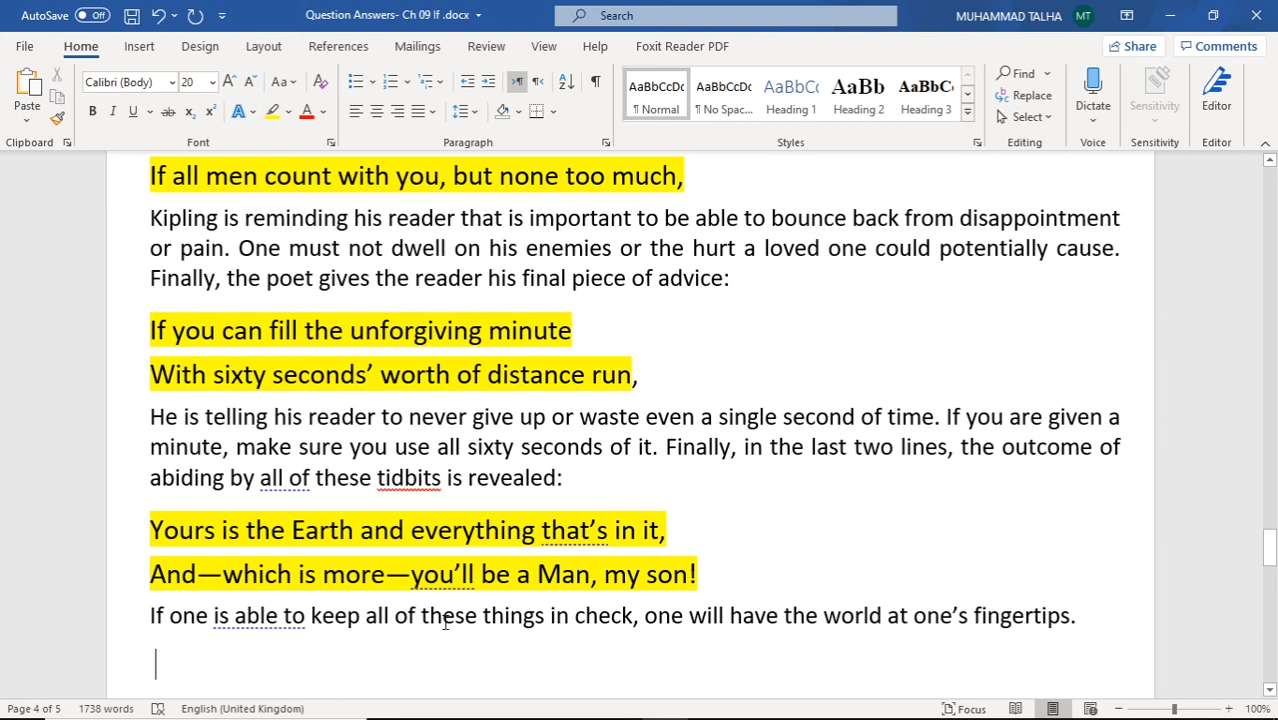 AutoSave Off Question Answers- Ch 09 If .docx Search MUHAMMAD TALHA MT
File Home Insert Design Layout References Mailings Review View Help Foxit Reader PDF Share Comments
Calibri (Body) 20 AaBbCcDc AaBbCcDc AaBbCc AaBb AaBbCc Find
Paste Normal No Spac... Heading 1 Heading 2 Heading 3 Replace Dictate Sensitivity Editor
Select
Clipboard Font Paragraph Styles Editing Voice Sensitivity Editor
If all men count with you, but none too much,
Kipling is reminding his reader that is important to be able to bounce back from disappointment
or pain. One must not dwell on his enemies or the hurt a loved one could potentially cause.
Finally, the poet gives the reader his final piece of advice:
If you can fill the unforgiving minute
With sixty seconds’ worth of distance run,
He is telling his reader to never give up or waste even a single second of time. If you are given a
minute, make sure you use all sixty seconds of it. Finally, in the last two lines, the outcome of
abiding by all of these tidbits is revealed:
Yours is the Earth and everything that’s in it,
And—which is more—you’ll be a Man, my son!
If one is able to keep all of these things in check, one will have the world at one’s fingertips.
Page 4 of 5 1738 words English (United Kingdom) Focus 100%